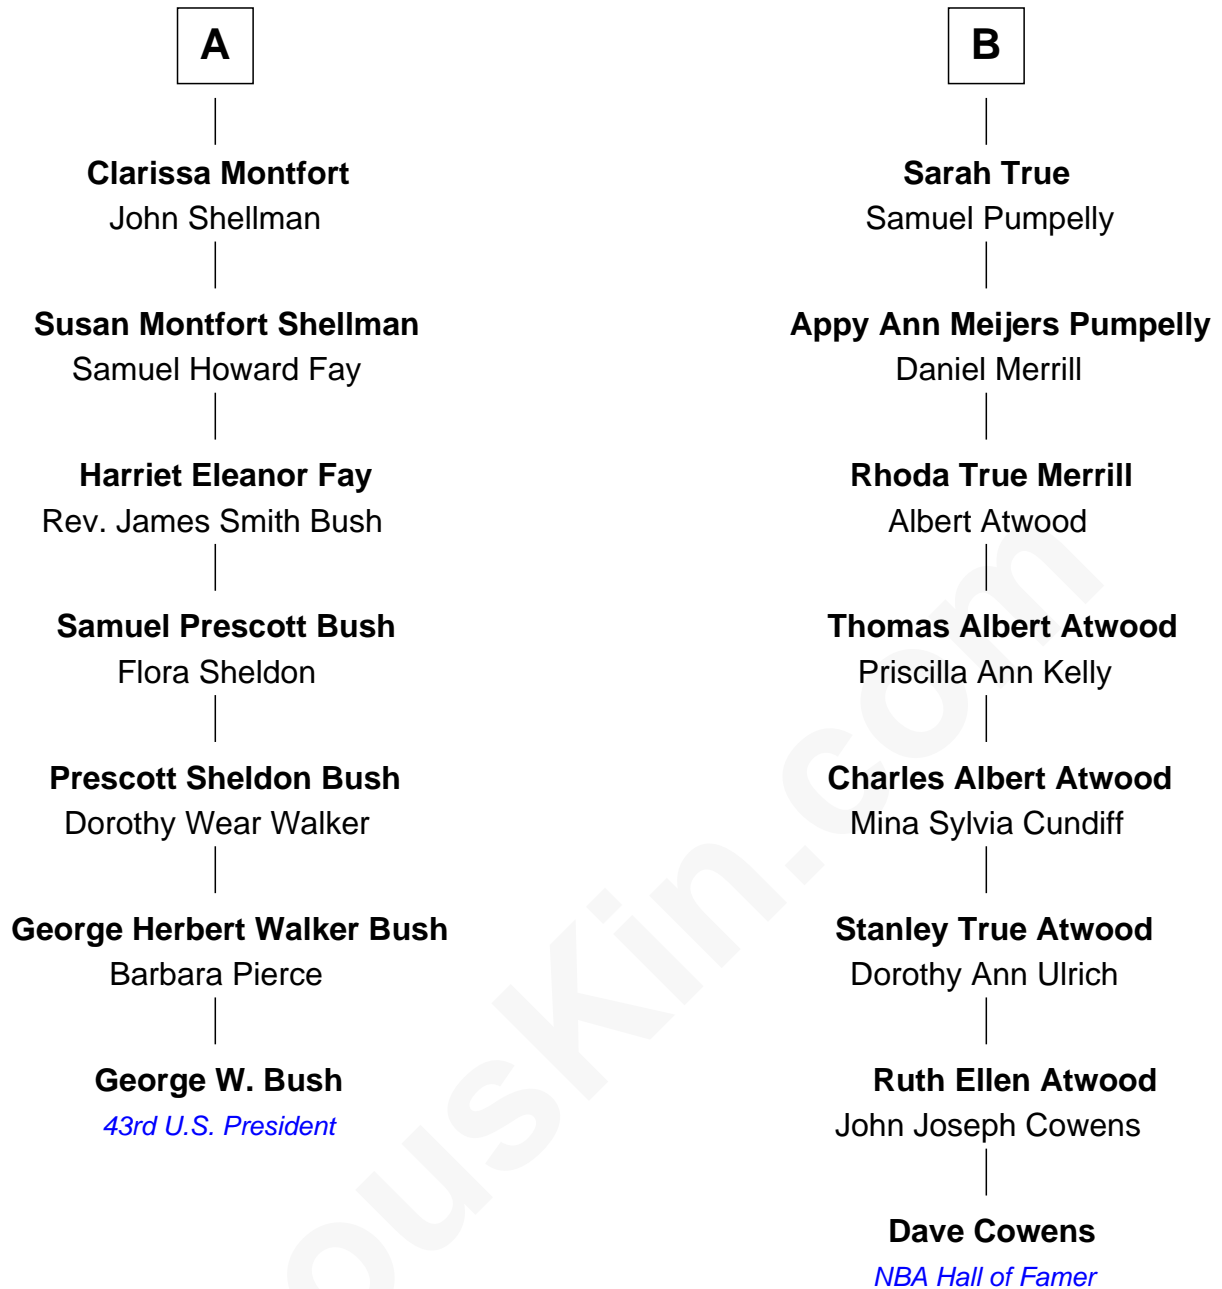 A
Clarissa Montfort
John Shellman
Susan Montfort Shellman
Samuel Howard Fay
Harriet Eleanor Fay
Rev. James Smith Bush
Samuel Prescott Bush
Flora Sheldon
Prescott Sheldon Bush
Dorothy Wear Walker
George Herbert Walker Bush
Barbara Pierce
George W. Bush
43rd U.S. President
B
Sarah True
Samuel Pumpelly
Appy Ann Meijers Pumpelly
Daniel Merrill
Rhoda True Merrill
Albert Atwood
Thomas Albert Atwood
Priscilla Ann Kelly
Charles Albert Atwood
Mina Sylvia Cundiff
Stanley True Atwood
Dorothy Ann Ulrich
Ruth Ellen Atwood
John Joseph Cowens
Dave Cowens
NBA Hall of Famer
ousKin.com